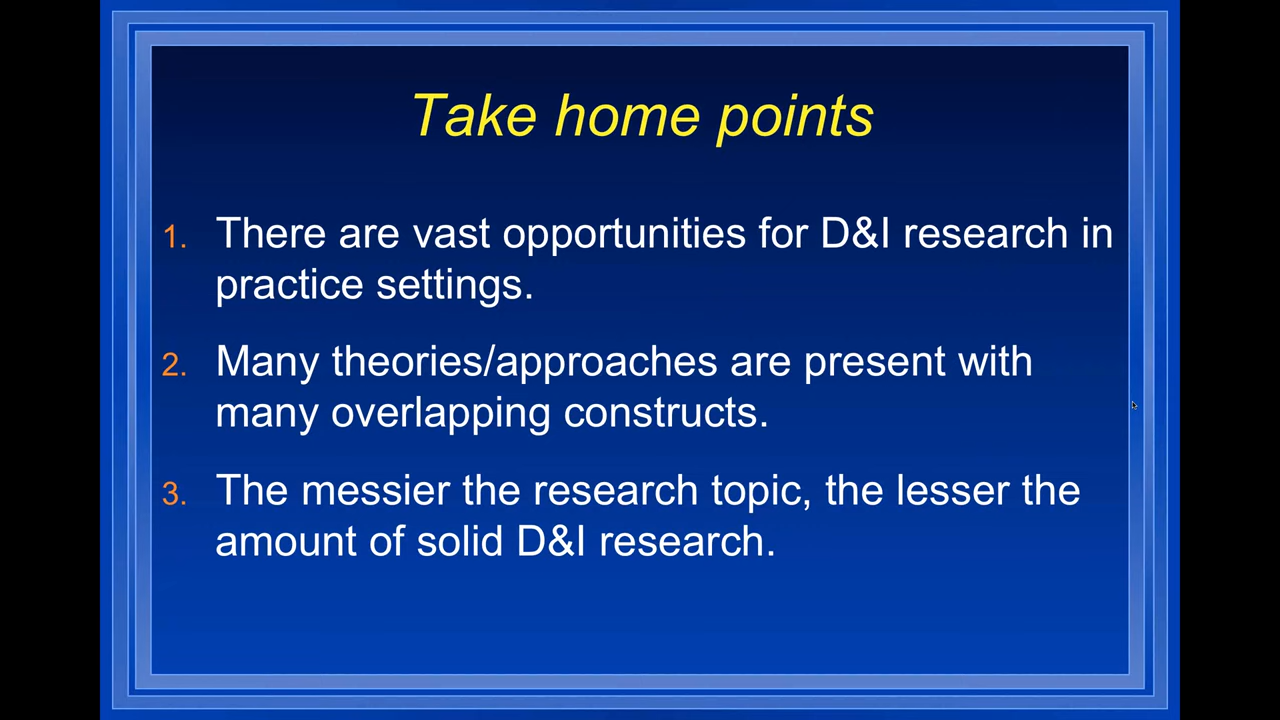 Take home points
1. There are vast opportunities for D&I research in
practice settings.
2. Many theories/approaches are present with
many overlapping constructs.
3. The messier the research topic, the lesser the
amount of solid D&I research.